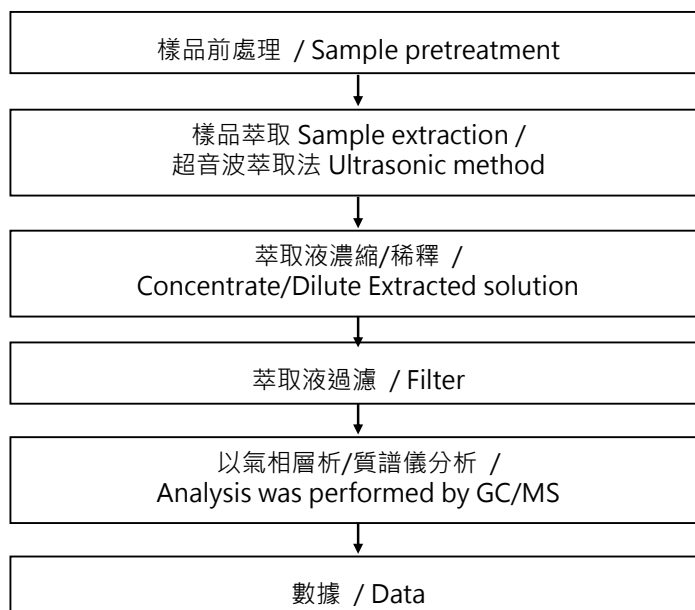 樣品前處理 / Sample pretreatment
樣品萃取 Sample extraction /
超音波萃取法 Ultrasonic method
萃取液濃縮/稀釋 /
Concentrate/Dilute Extracted solution
萃取液過濾 / Filter
以氣相層析/質譜儀分析 /
Analysis was performed by GC/MS
數據 / Data